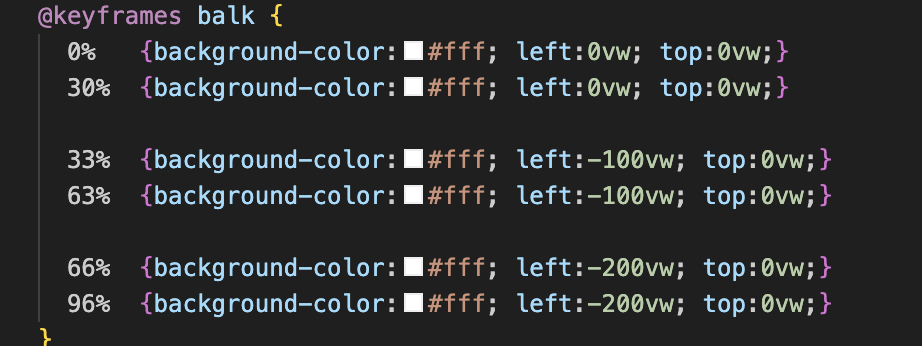 @keyframes balk {
0% {background-color:#fff; left:0vw; top:0vw;}
30% {background-color:#fff; left:0vw; top:0vw;}
33% {background-color:#fff; left:-100vw; top:0vw;}
63% {background-color:#fff; left:-100vw; top:0vw;}
66% {background-color:#fff; left:-200vw; top:0vw;}
96% {background-color:#fff; left:-200vw; top:0vw;}
}